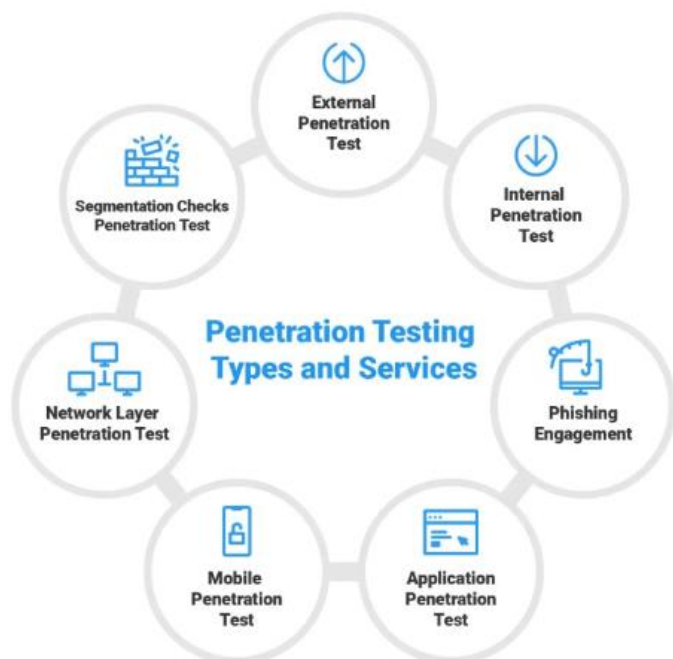 External
Penetration
Test
Internal
Penetration
Test
Phishing
Engagement
Application
Penetration
Test
Mobile
Penetration
Test
Network Layer
Penetration Test
Segmentation Checks
Penetration Test
Penetration Testing
Types and Services